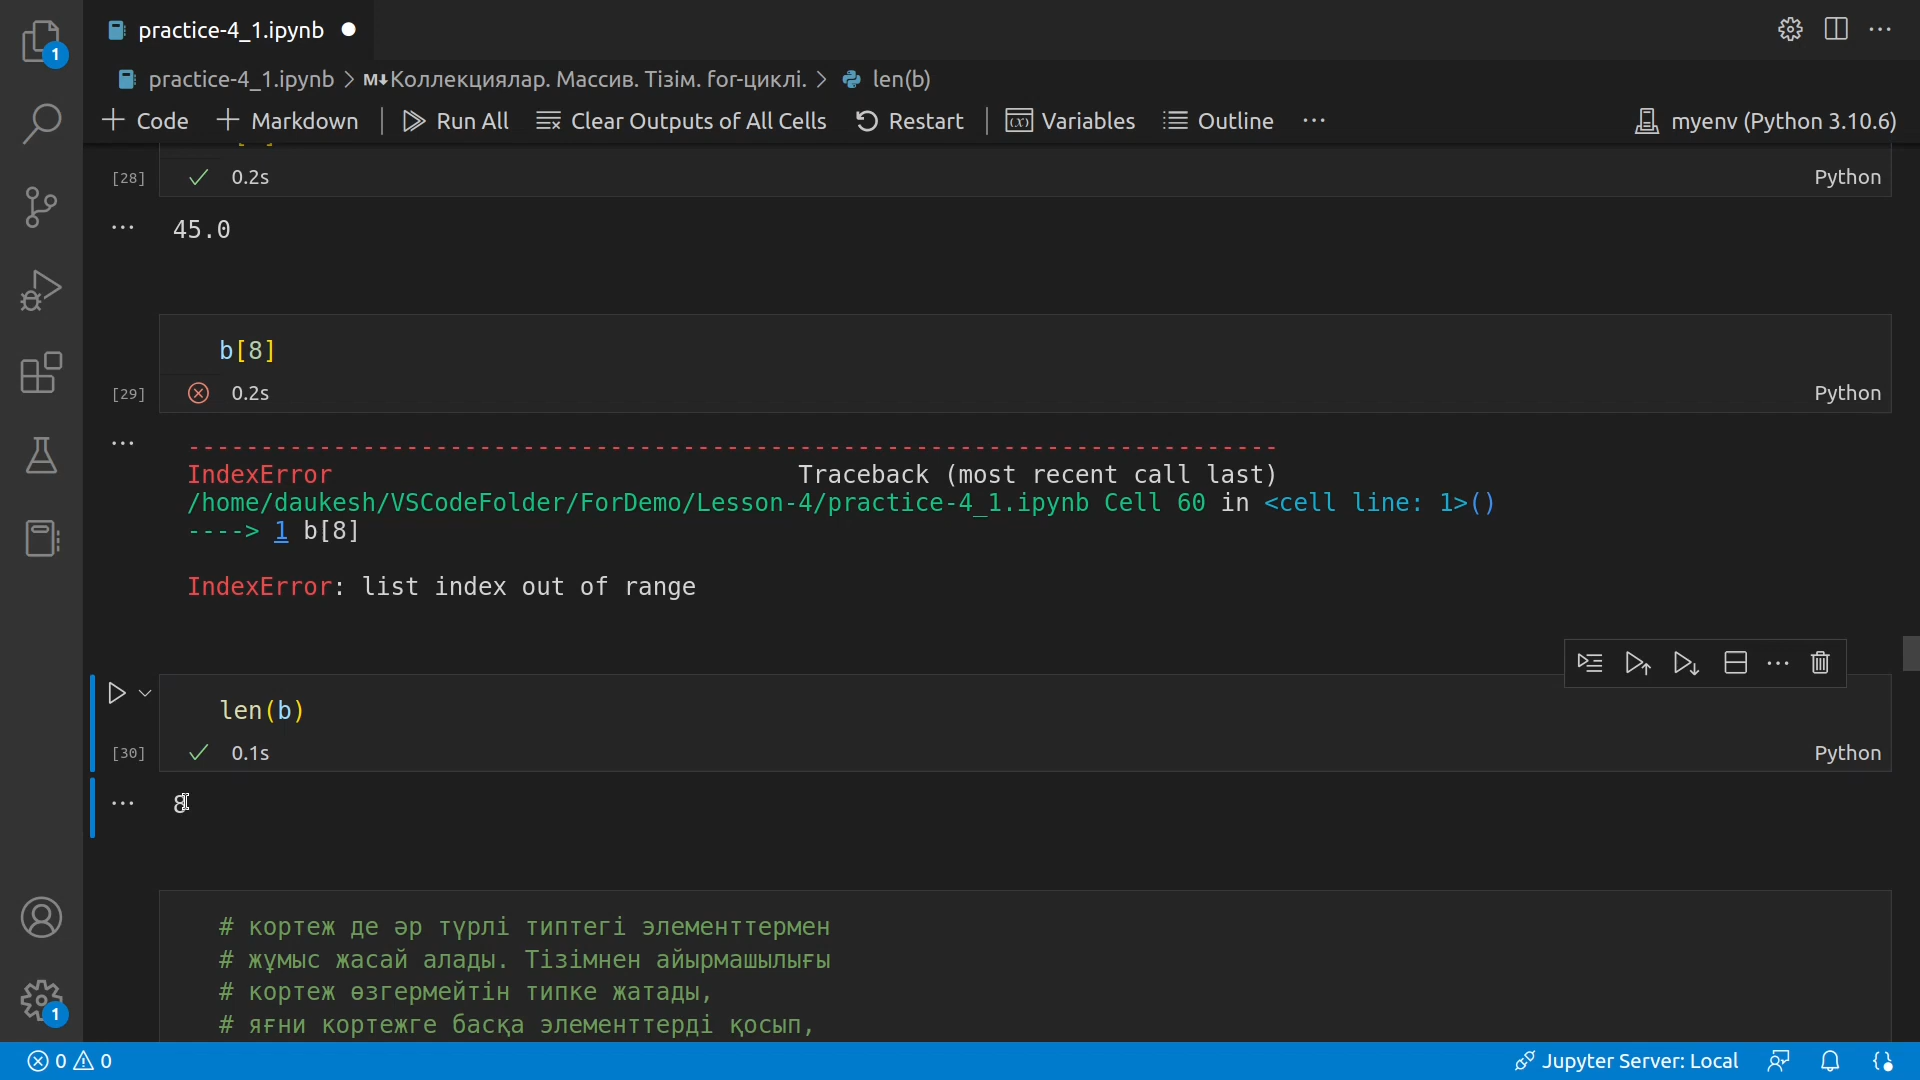 1
practice-4_1.ipynb
practice-4_1.ipynb > M↓Коллекциялар. Массив. Тізім. for-циклі. > len(b)
Code Markdown Run All Clear Outputs of All Cells Restart Variables Outline myenv (Python 3.10.6)
[28] 0.2s Python
45.0
b[8]
[29] 0.2s Python
---------------------------------------------------------------------------
IndexError Traceback (most recent call last)
/home/daukesh/VSCodeFolder/ForDemo/Lesson-4/practice-4_1.ipynb Cell 60 in <cell line: 1>()
----> 1 b[8]
IndexError: list index out of range
len(b)
[30] 0.1s Python
8
# кортеж де әр түрлі типтегі элементтермен
# жұмыс жасай алады. Тізімнен айырмашылығы
# кортеж өзгермейтін типке жатады,
# яғни кортежге басқа элементтерді қосып,
1
0 0 Jupyter Server: Local